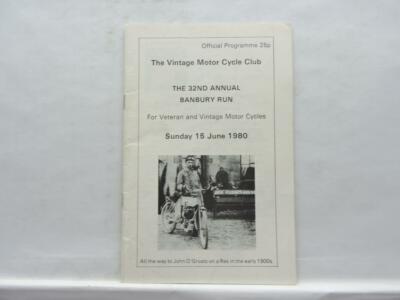 Official Programme 25p
The Vintage Motor Cycle Club
THE 32ND ANNUAL
BANBURY RUN
For Veteran and Vintage Motor Cycles
Sunday 15 June 1980
All the way to John O'Groats on a Rex in the early 1900s.